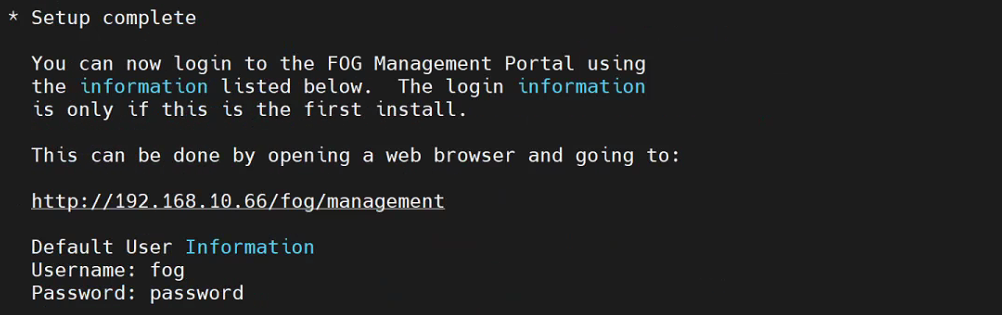 * Setup complete
You can now login to the FOG Management Portal using
the information listed below.  The login information
is only if this is the first install.
This can be done by opening a web browser and going to:
http://192.168.10.66/fog/management
Default User Information
Username: fog
Password: password